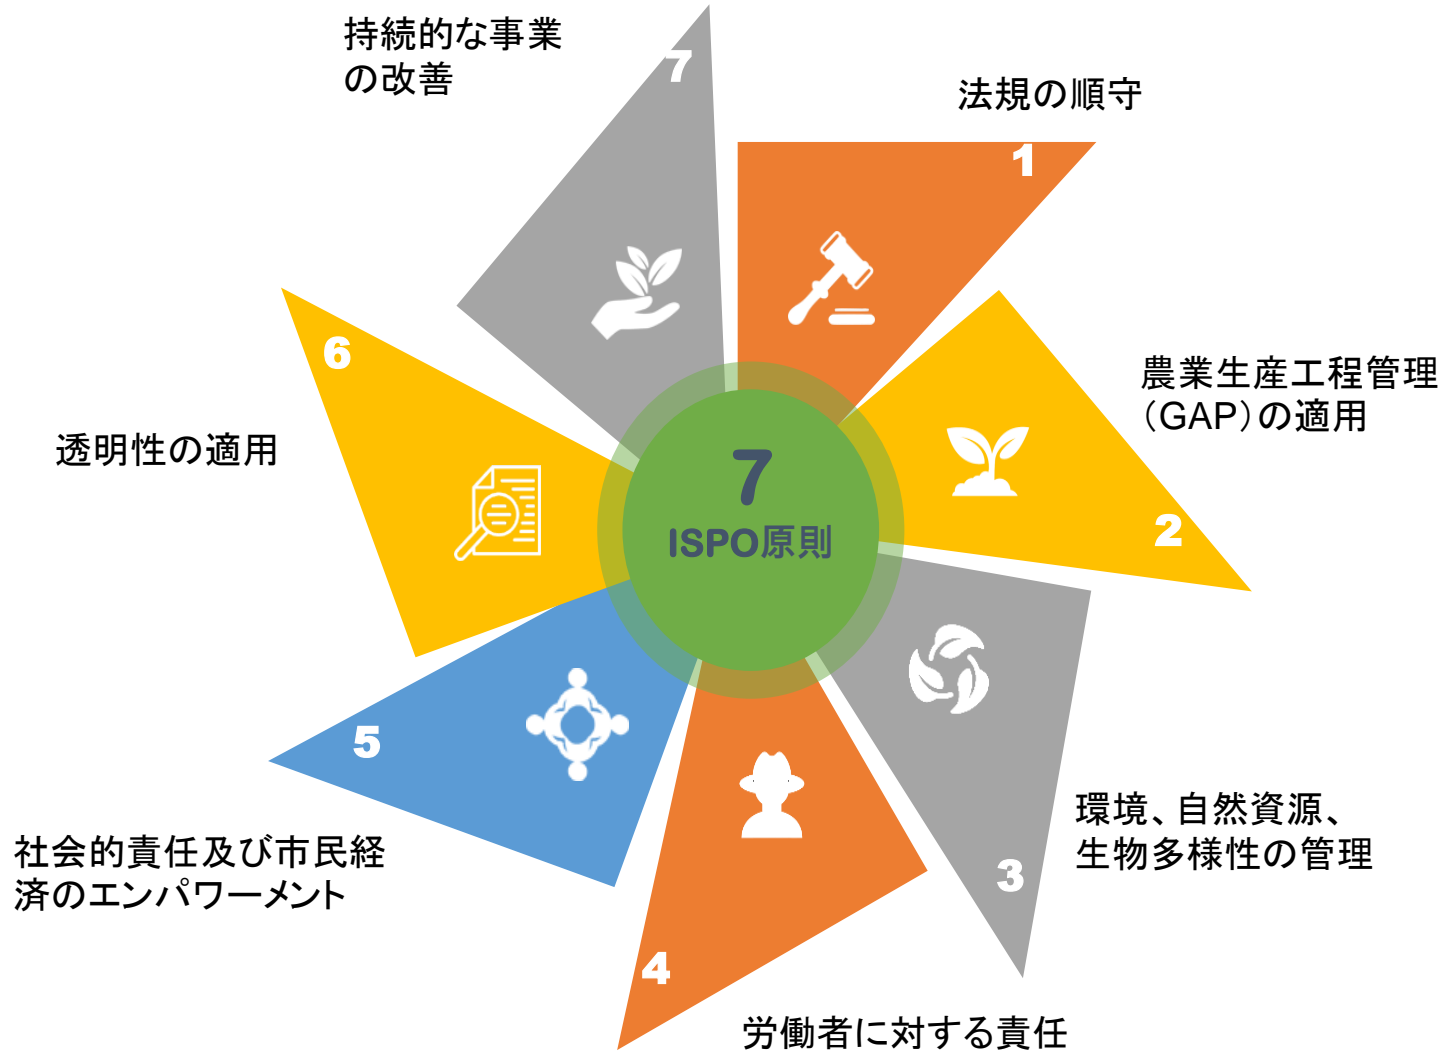 7
ISPO原則
1
法規の順守
2
農業生産工程管理
（GAP）の適用
3
環境、自然資源、
生物多様性の管理
4
労働者に対する責任
5
社会的責任及び市民経
済のエンパワーメント
6
透明性の適用
7
持続的な事業
の改善